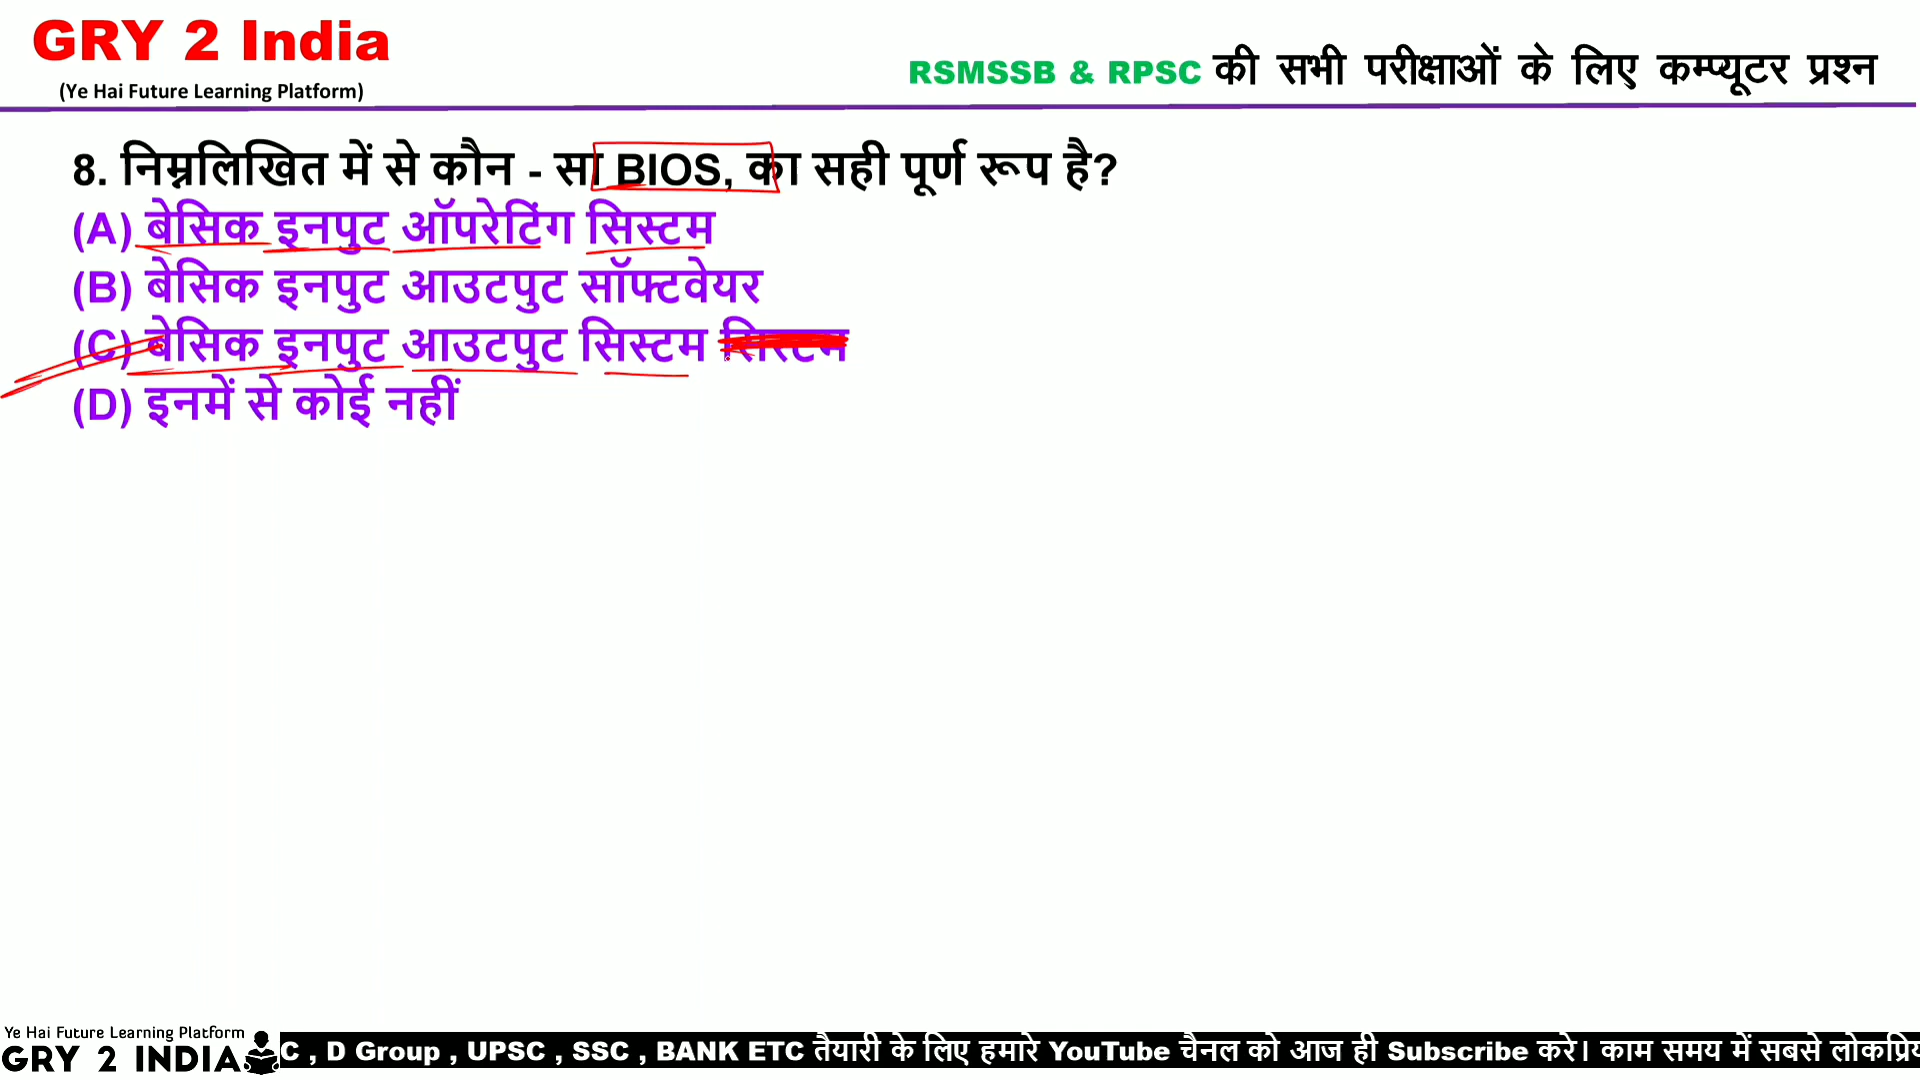 GRY 2 India
(Ye Hai Future Learning Platform)
RSMSSB & RPSC की सभी परीक्षाओं के लिए कम्प्यूटर प्रश्न
8. निम्नलिखित में से कौन - सा BIOS, का सही पूर्ण रूप है?
(A) बेसिक इनपुट ऑपरेटिंग सिस्टम
(B) बेसिक इनपुट आउटपुट सॉफ्टवेयर
(C) बेसिक इनपुट आउटपुट सिस्टम सिस्टम
(D) इनमें से कोई नहीं
Ye Hai Future Learning Platform
GRY 2 INDIA
C , D Group , UPSC , SSC , BANK ETC तैयारी के लिए हमारे YouTube चैनल को आज ही Subscribe करे। काम समय में सबसे लोकप्रिय